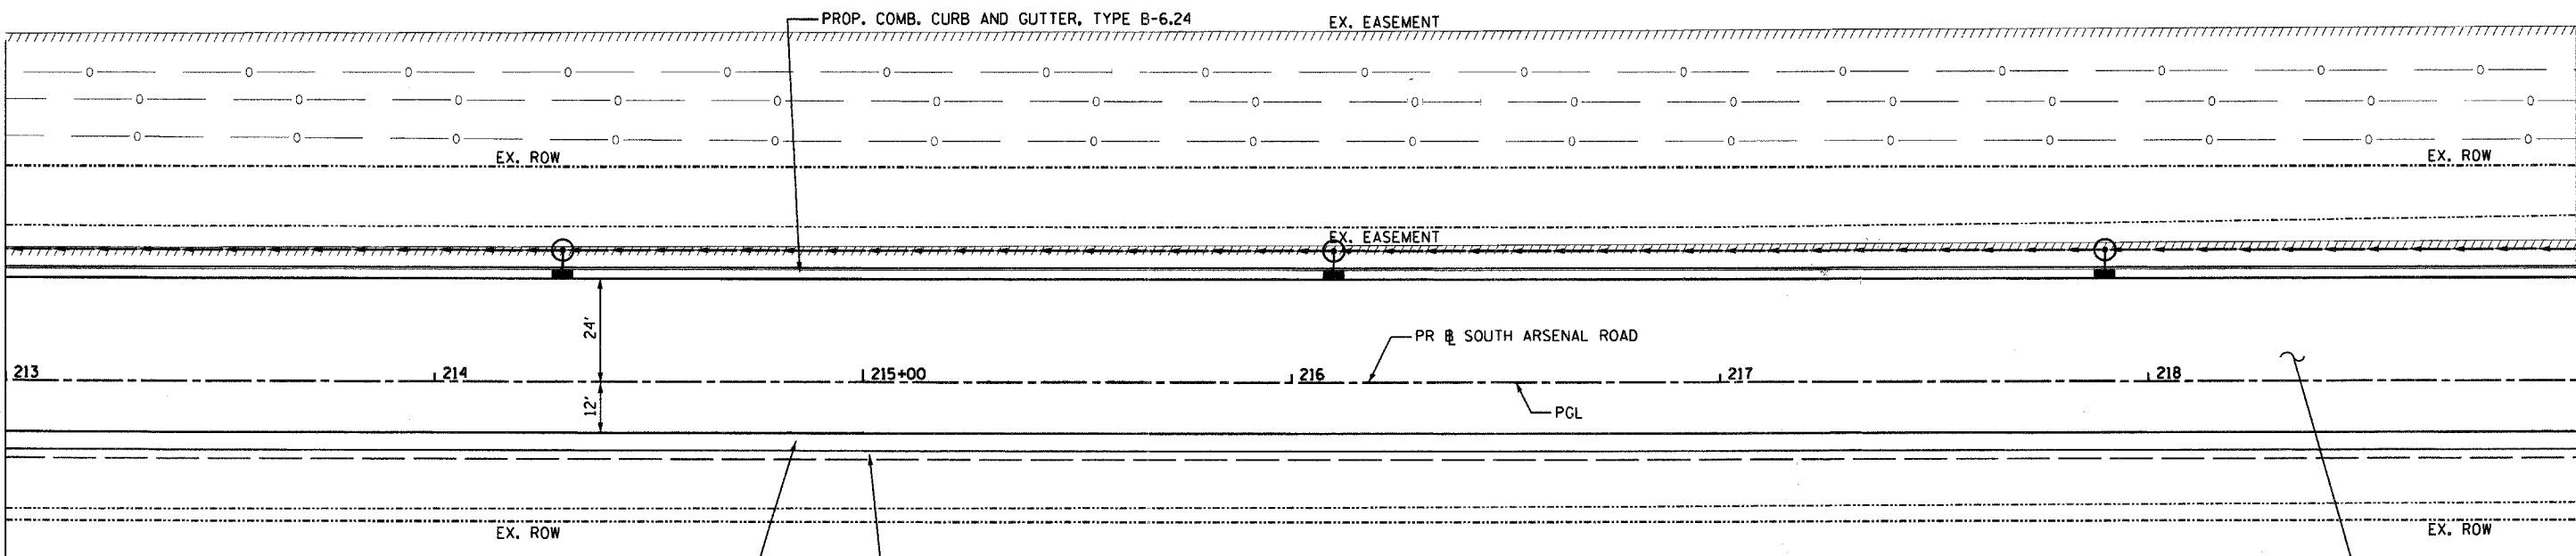 PROP. COMB. CURB AND GUTTER, TYPE B-6.24
EX. EASEMENT
EX. ROW
EX. ROW
EX. EASEMENT
24'
PR BL SOUTH ARSENAL ROAD
213
214
215+00
216
217
218
12'
PGL
EX. ROW
EX. ROW